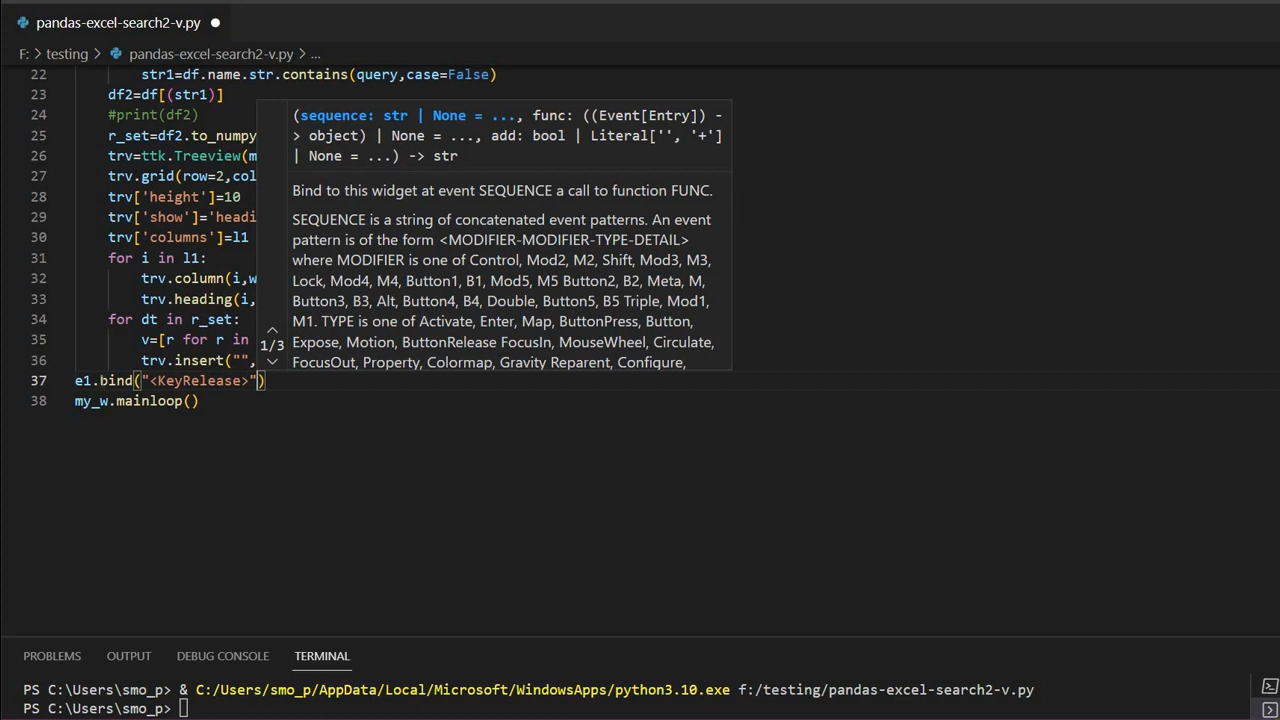 pandas-excel-search2-v.py
F: > testing > pandas-excel-search2-v.py > ...
22 str1=df.name.str.contains(query,case=False)
23 df2=df[(str1)]
24 #print(df2)
25 r_set=df2.to_numpy
26 trv=ttk.Treeview(m
27 trv.grid(row=2,col
28 trv['height']=10
29 trv['show']='headi
30 trv['columns']=l1
31 for i in l1:
32 trv.column(i,w
33 trv.heading(i,
34 for dt in r_set:
35 v=[r for r in
36 trv.insert("",
37 e1.bind("<KeyRelease>")
38 my_w.mainloop()
(sequence: str | None = ..., func: ((Event[Entry]) -
> object) | None = ..., add: bool | Literal['', '+']
| None = ...) -> str
Bind to this widget at event SEQUENCE a call to function FUNC.
SEQUENCE is a string of concatenated event patterns. An event
pattern is of the form <MODIFIER-MODIFIER-TYPE-DETAIL>
where MODIFIER is one of Control, Mod2, M2, Shift, Mod3, M3,
Lock, Mod4, M4, Button1, B1, Mod5, M5 Button2, B2, Meta, M,
Button3, B3, Alt, Button4, B4, Double, Button5, B5 Triple, Mod1,
M1. TYPE is one of Activate, Enter, Map, ButtonPress, Button,
Expose, Motion, ButtonRelease FocusIn, MouseWheel, Circulate,
FocusOut, Property, Colormap, Gravity Reparent, Configure,
1/3
PROBLEMS OUTPUT DEBUG CONSOLE TERMINAL
PS C:\Users\smo_p> & C:/Users/smo_p/AppData/Local/Microsoft/WindowsApps/python3.10.exe f:/testing/pandas-excel-search2-v.py
PS C:\Users\smo_p>